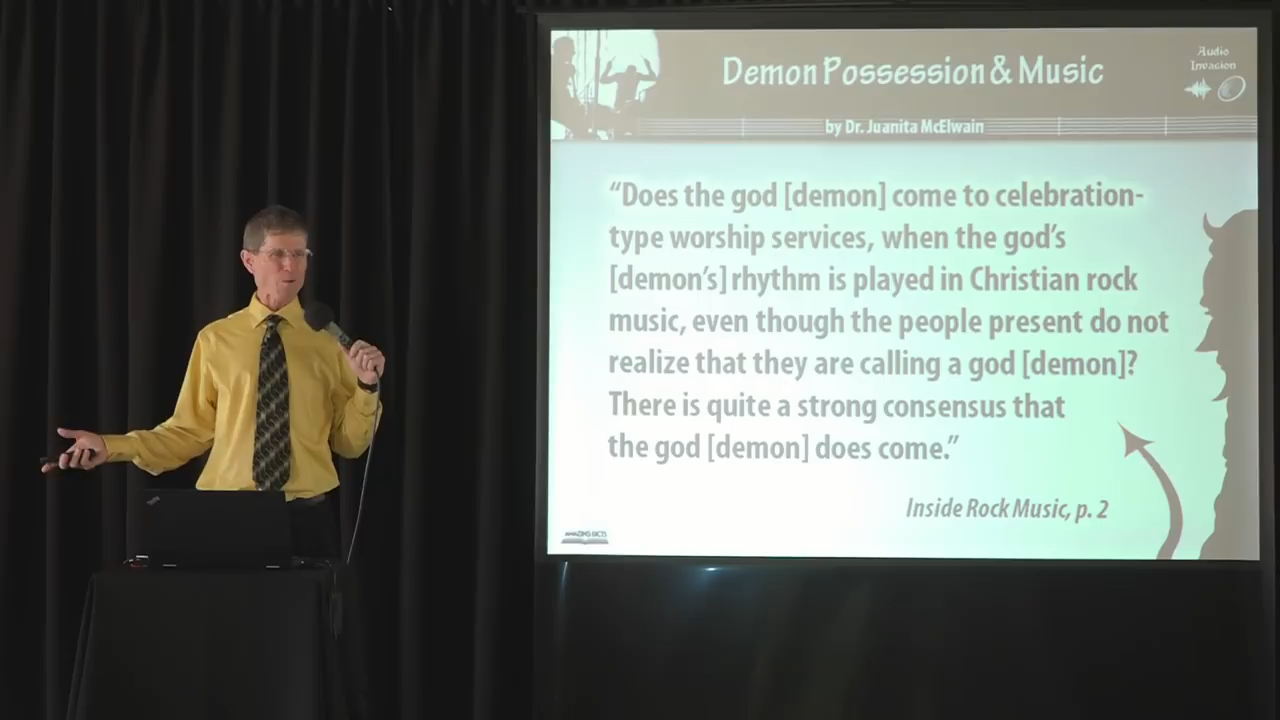 Demon Possession & Music
Audio
Invasion
by Dr. Juanita McElwain
“Does the god [demon] come to celebration-
type worship services, when the god’s
[demon’s] rhythm is played in Christian rock
music, even though the people present do not
realize that they are calling a god [demon]?
There is quite a strong consensus that
the god [demon] does come.”
Inside Rock Music, p. 2
AMAZING FACTS